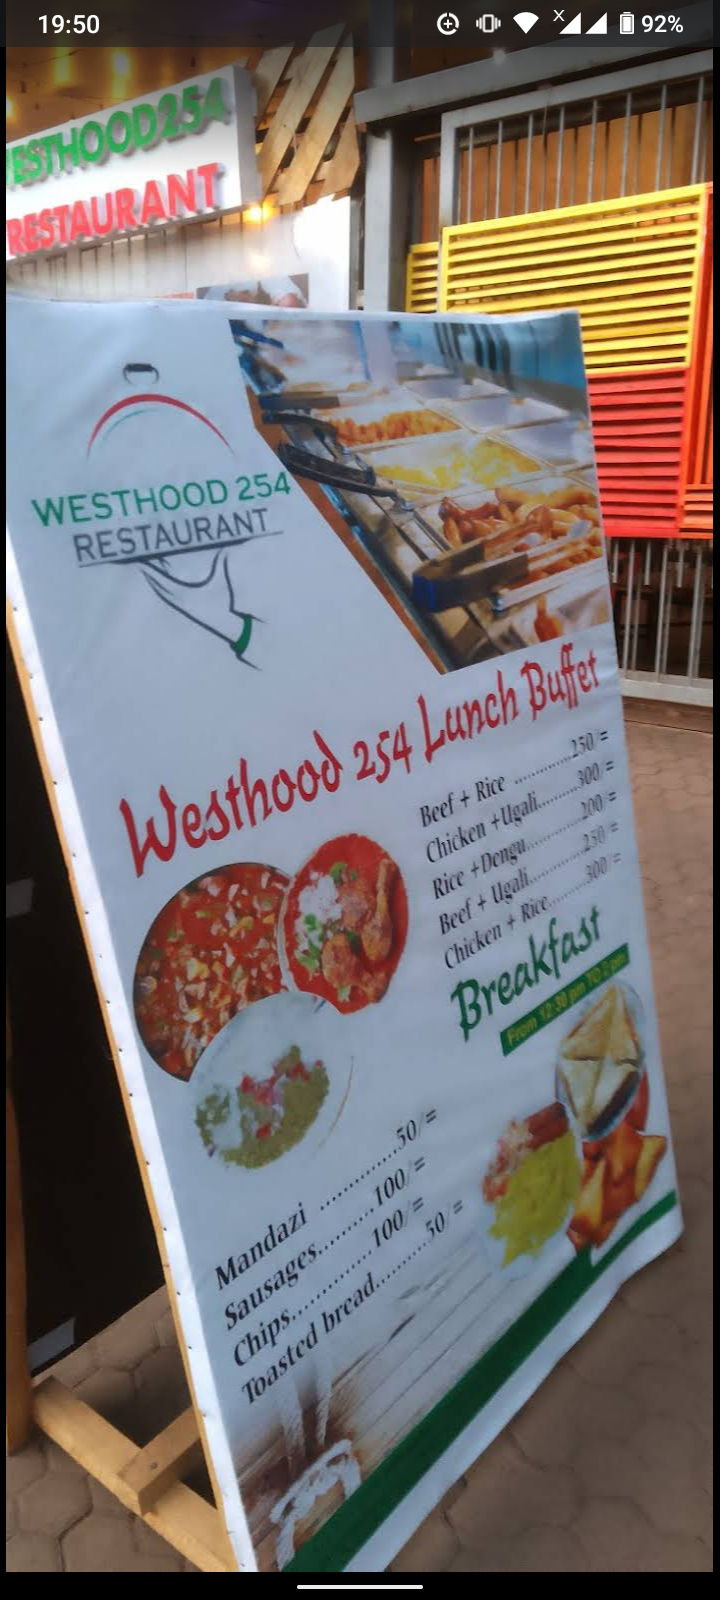 19:50
92%
WESTHOOD254
RESTAURANT
WESTHOOD 254
RESTAURANT
Westhood 254 Lunch Buffet
Beef + Rice ..............250/=
Chicken +Ugali.........300/=
Rice +Dengu.............200/=
Beef + Ugali.............250/=
Chicken + Rice.........300/=
Breakfast
From 12:30 pm TO 2 pm
Mandazi ..............50/=
Sausages..........100/=
Chips...............100/=
Toasted bread..........50/=